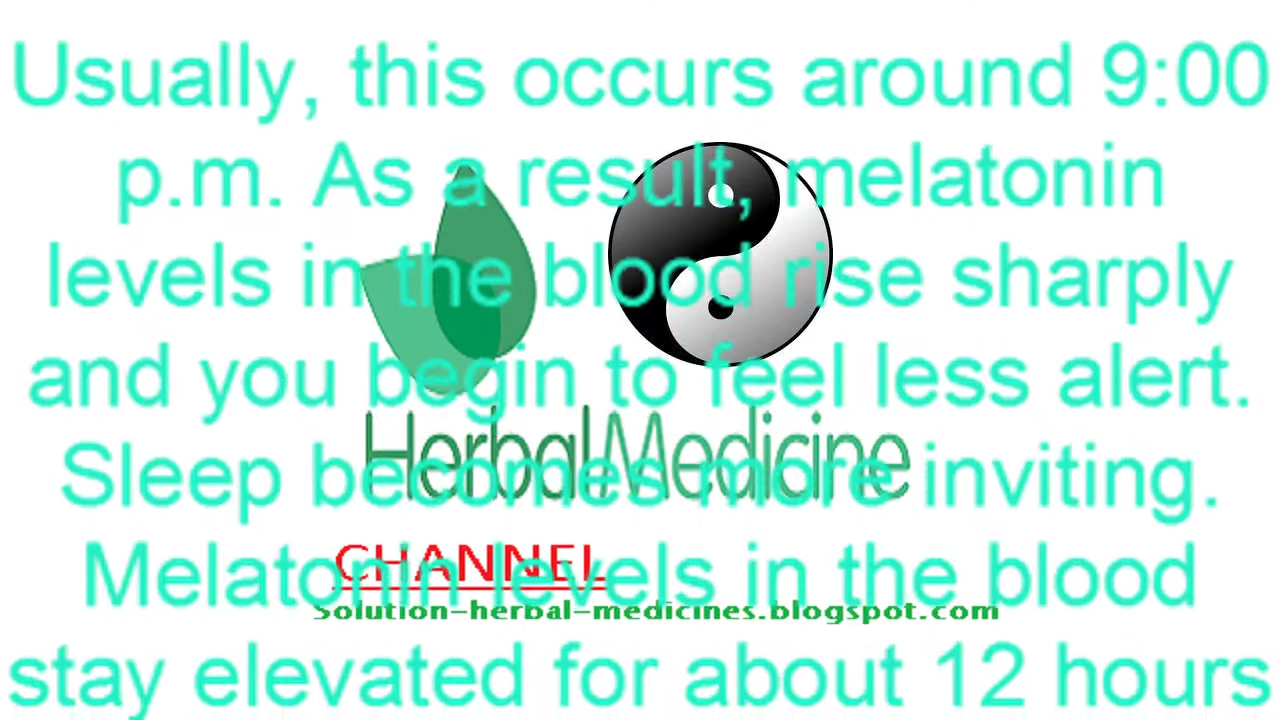 Usually, this occurs around 9:00
p.m. As a result, melatonin
levels in the blood rise sharply
and you begin to feel less alert.
Herbal Medicine
Sleep becomes more inviting.
CHANNEL
Melatonin levels in the blood
solution-herbal-medicines.blogspot.com
stay elevated for about 12 hours